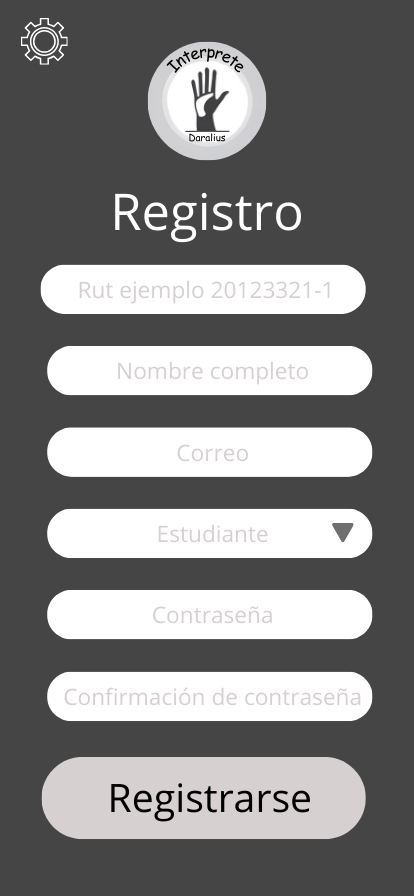 Interprete
Daralius
Registro
Rut ejemplo 20123321-1
Nombre completo
Correo
Estudiante
Contraseña
Confirmación de contraseña
Registrarse